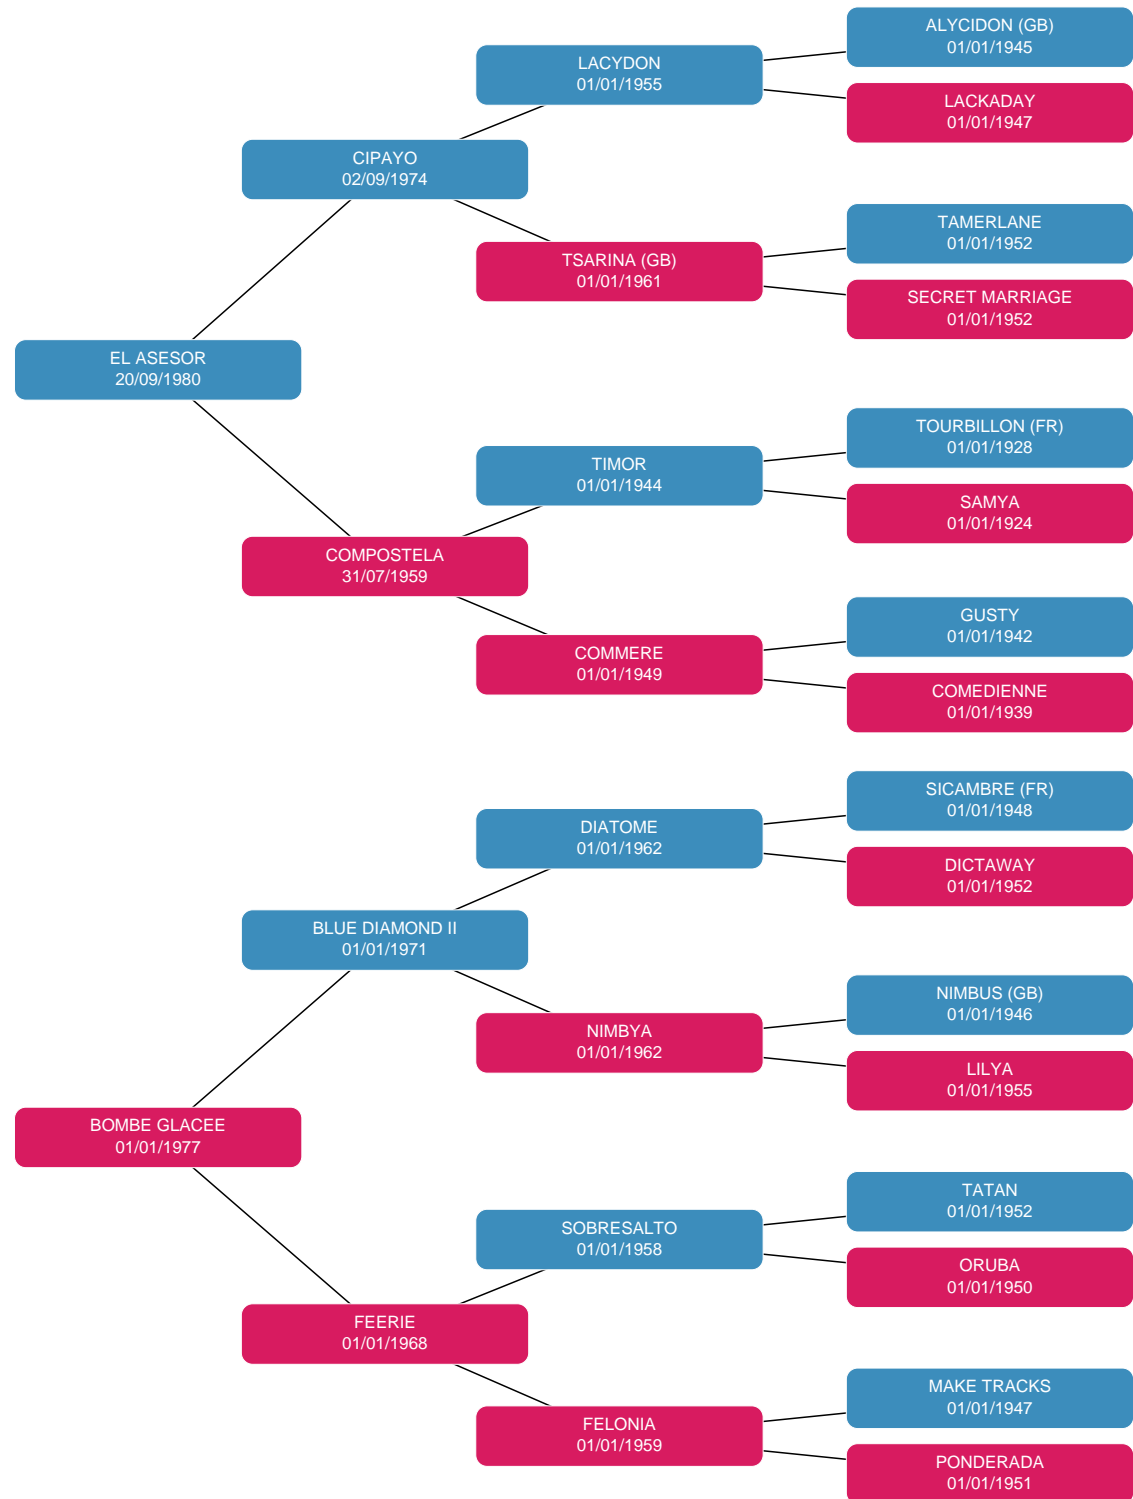 ALYCIDON (GB)
01/01/1945
LACYDON
01/01/1955
LACKADAY
01/01/1947
CIPAYO
02/09/1974
TAMERLANE
01/01/1952
TSARINA (GB)
01/01/1961
SECRET MARRIAGE
01/01/1952
EL ASESOR
20/09/1980
TOURBILLON (FR)
01/01/1928
TIMOR
01/01/1944
SAMYA
01/01/1924
COMPOSTELA
31/07/1959
GUSTY
01/01/1942
COMMERE
01/01/1949
COMEDIENNE
01/01/1939
SICAMBRE (FR)
01/01/1948
DIATOME
01/01/1962
DICTAWAY
01/01/1952
BLUE DIAMOND II
01/01/1971
NIMBUS (GB)
01/01/1946
NIMBYA
01/01/1962
LILYA
01/01/1955
BOMBE GLACEE
01/01/1977
TATAN
01/01/1952
SOBRESALTO
01/01/1958
ORUBA
01/01/1950
FEERIE
01/01/1968
MAKE TRACKS
01/01/1947
FELONIA
01/01/1959
PONDERADA
01/01/1951